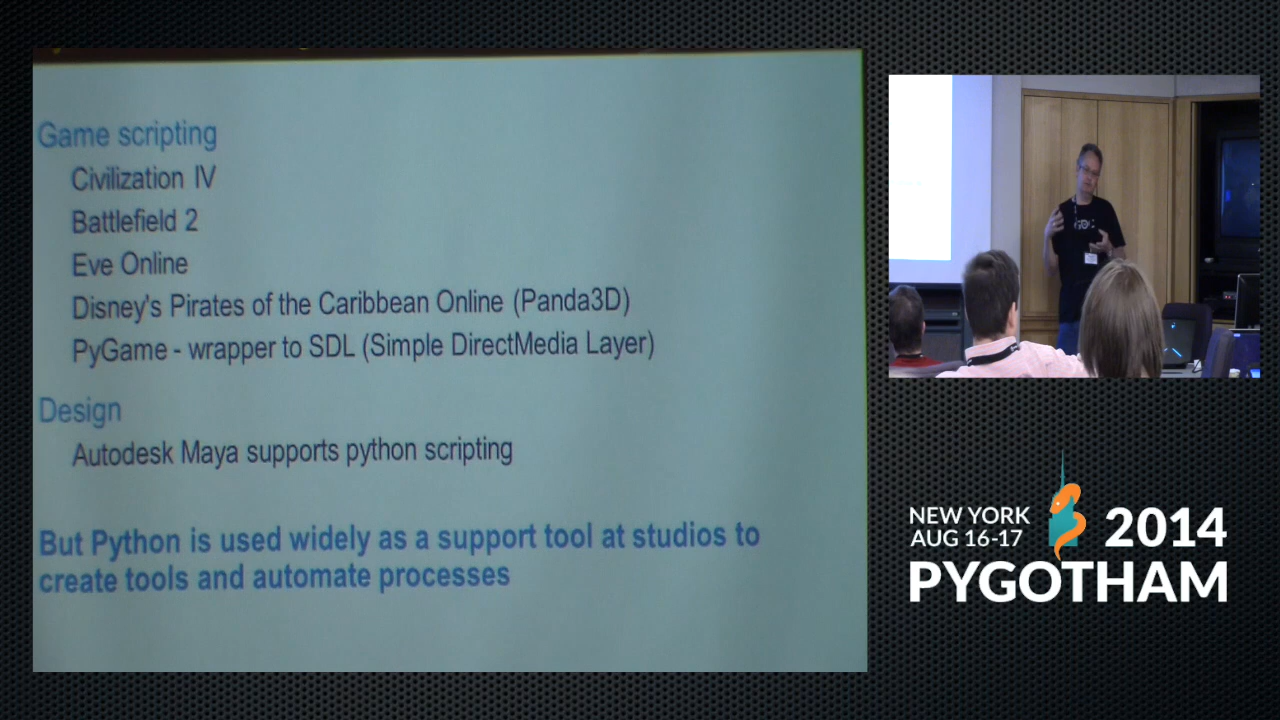 Game scripting
Civilization IV
Battlefield 2
Eve Online
Disney's Pirates of the Caribbean Online (Panda3D)
PyGame - wrapper to SDL (Simple DirectMedia Layer)
Design
Autodesk Maya supports python scripting
But Python is used widely as a support tool at studios to
create tools and automate processes
NEW YORK
AUG 16-17
2014
PYGOTHAM